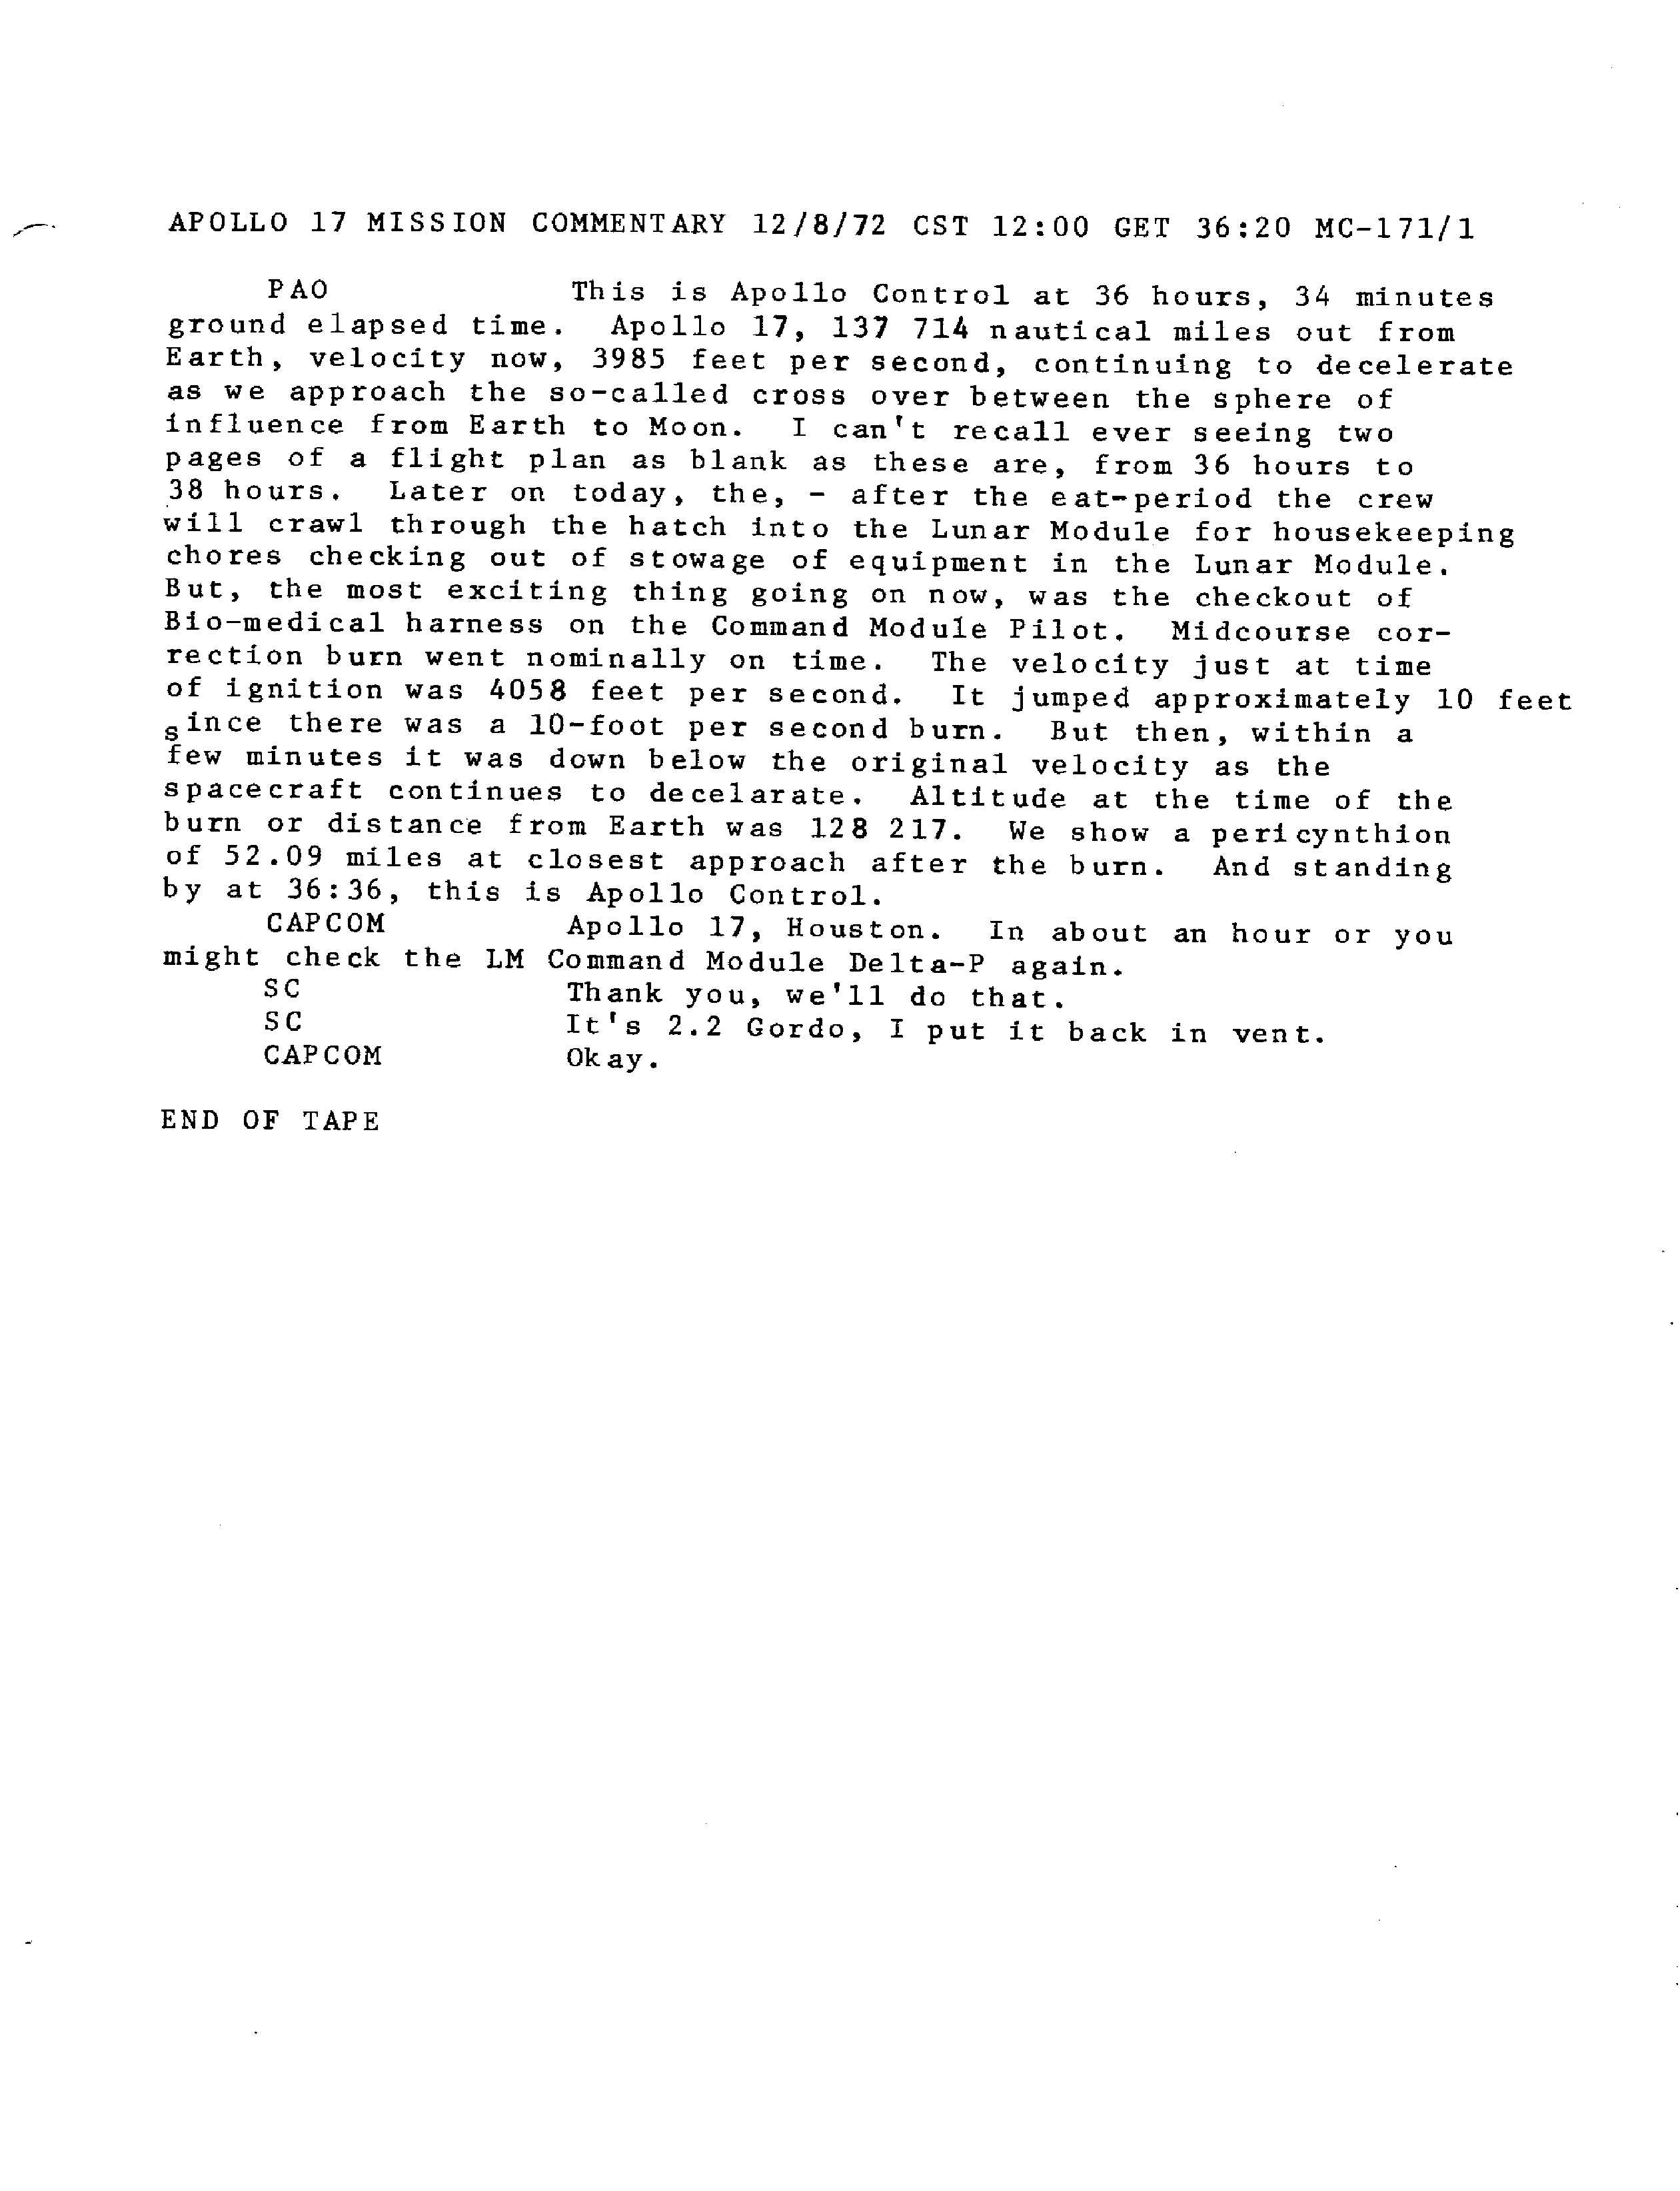 APOLLO 17 MISSION COMMENTARY 12/8/72 CST 12:00 GET 36:20 MC-171/1
PAO This is Apollo Control at 36 hours, 34 minutes
ground elapsed time. Apollo 17, 137 714 nautical miles out from
Earth, velocity now, 3985 feet per second, continuing to decelerate
as we approach the so-called cross over between the sphere of
influence from Earth to Moon. I can't recall ever seeing two
pages of a flight plan as blank as these are, from 36 hours to
38 hours. Later on today, the, - after the eat-period the crew
will crawl through the hatch into the Lunar Module for housekeeping
chores checking out of stowage of equipment in the Lunar Module.
But, the most exciting thing going on now, was the checkout of
Bio-medical harness on the Command Module Pilot. Midcourse cor-
rection burn went nominally on time. The velocity just at time
of ignition was 4058 feet per second. It jumped approximately 10 feet
since there was a 10-foot per second burn. But then, within a
few minutes it was down below the original velocity as the
spacecraft continues to decelarate. Altitude at the time of the
burn or distance from Earth was 128 217. We show a pericynthion
of 52.09 miles at closest approach after the burn. And standing
by at 36:36, this is Apollo Control.
CAPCOM Apollo 17, Houston. In about an hour or you
might check the LM Command Module Delta-P again.
SC Thank you, we'll do that.
SC It's 2.2 Gordo, I put it back in vent.
CAPCOM Okay.
END OF TAPE